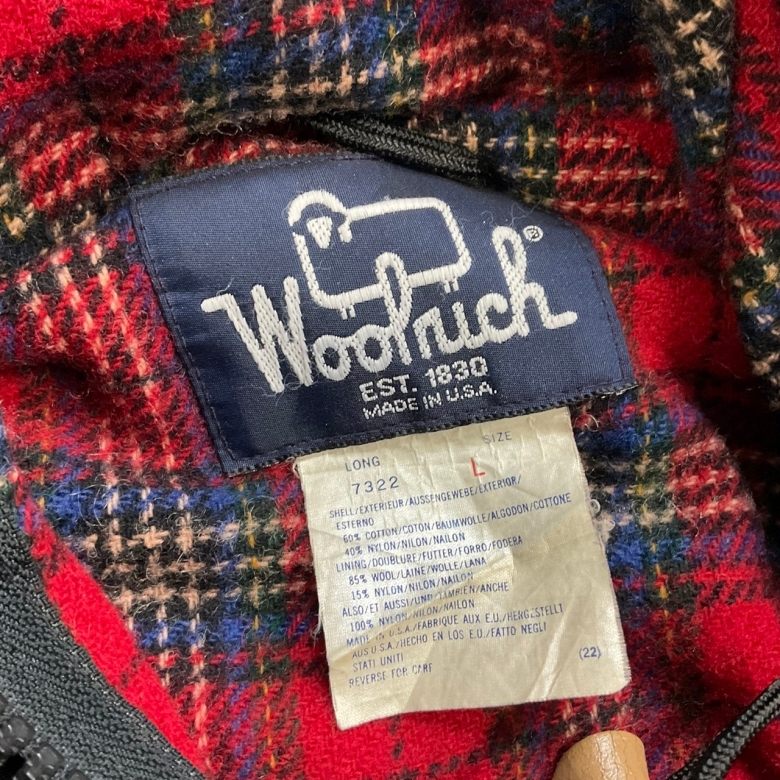 Woolrich®
EST. 1830
MADE IN U.S.A.
SIZE
LONG
L
7322
SHELL/EXTERIEUR/AUSSENGEWEBE/EXTERIOR/
ESTERNO
60% COTTON/COTON/BAUMWOLLE/ALGODON/COTTONE
40% NYLON/NILON/NAILON
LINING/DOUBLURE/FUTTER/FORRO/FODERA
85% WOOL/LAINE/WOLLE/LANA
15% NYLON/NILON/NAILON
ALSO/ET AUSSI/UND /TAMBIEN/ANCHE
100% NYLON/NILON/NAILON
MADE IN U.S.A./FABRIQUE AUX E.U./HERGESTELLT
AUS U.S.A./HECHO EN LOS E.U./FATTO NEGLI
STATI UNITI
(22)
REVERSE FOR CARE